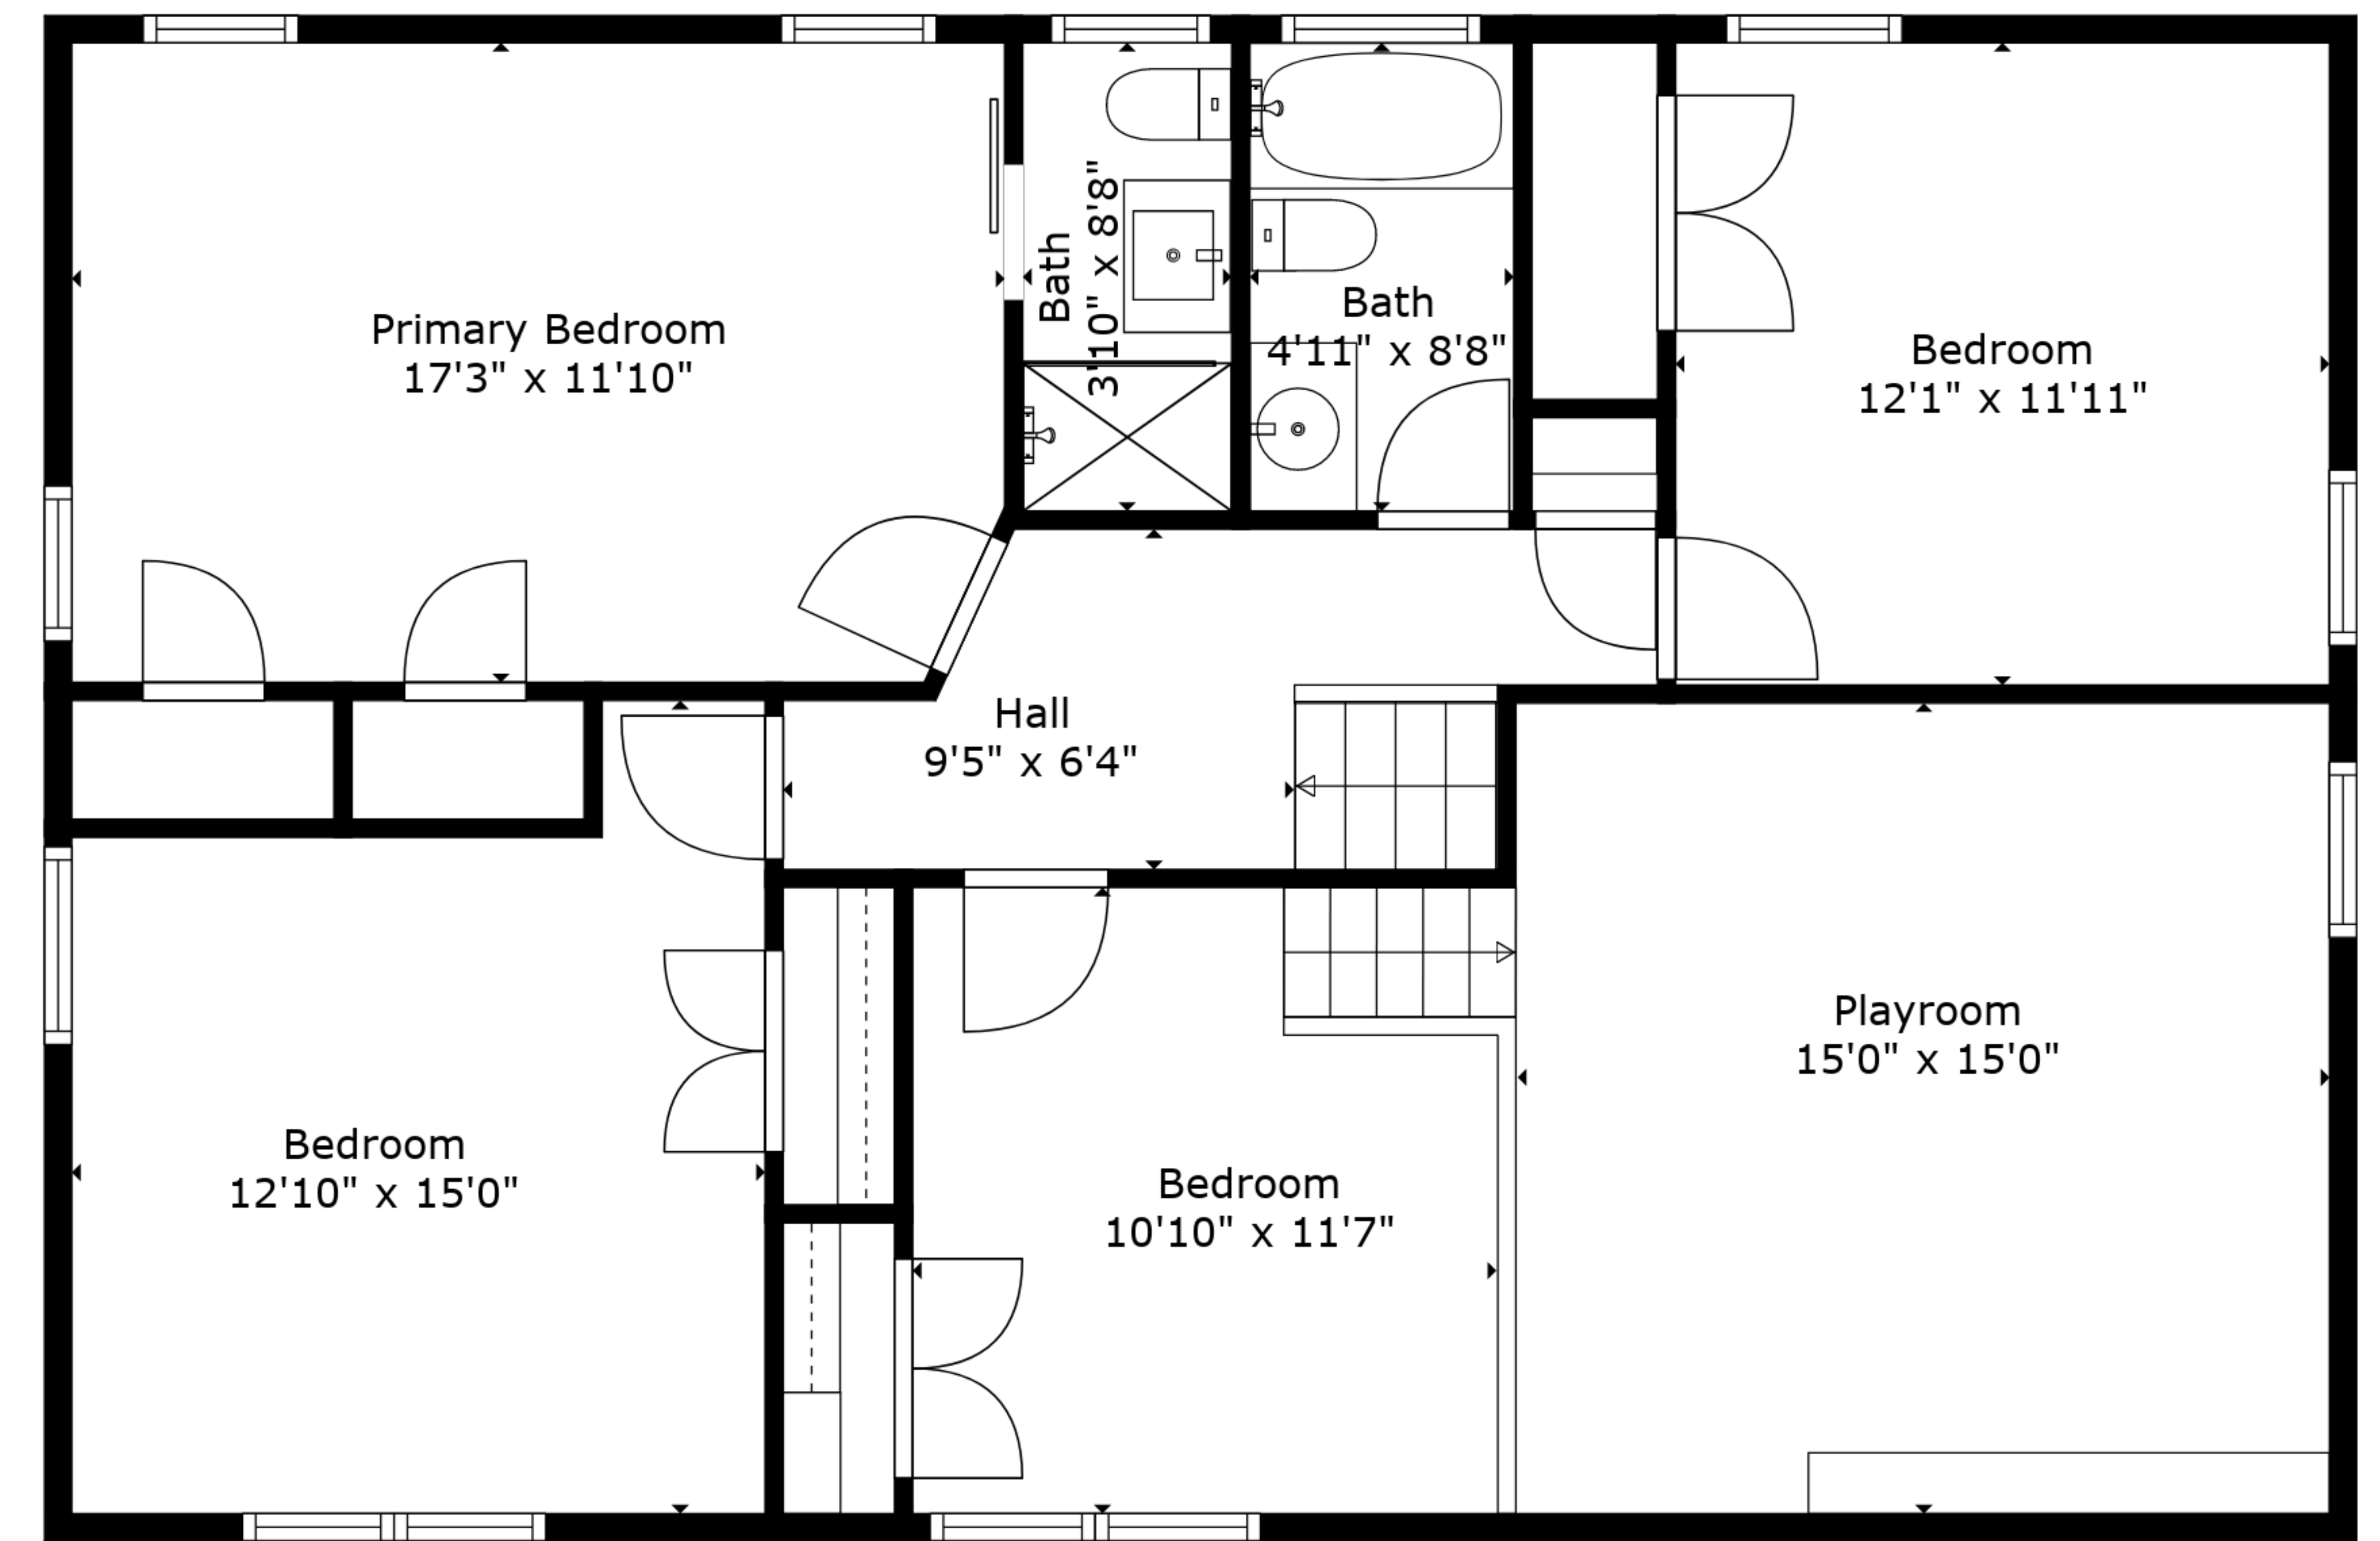 Primary Bedroom
17'3" x 11'10"
Bath
3'10" x 8'8"
Bath
4'11" x 8'8"
Bedroom
12'1" x 11'11"
Hall
9'5" x 6'4"
Playroom
15'0" x 15'0"
Bedroom
12'10" x 15'0"
Bedroom
10'10" x 11'7"